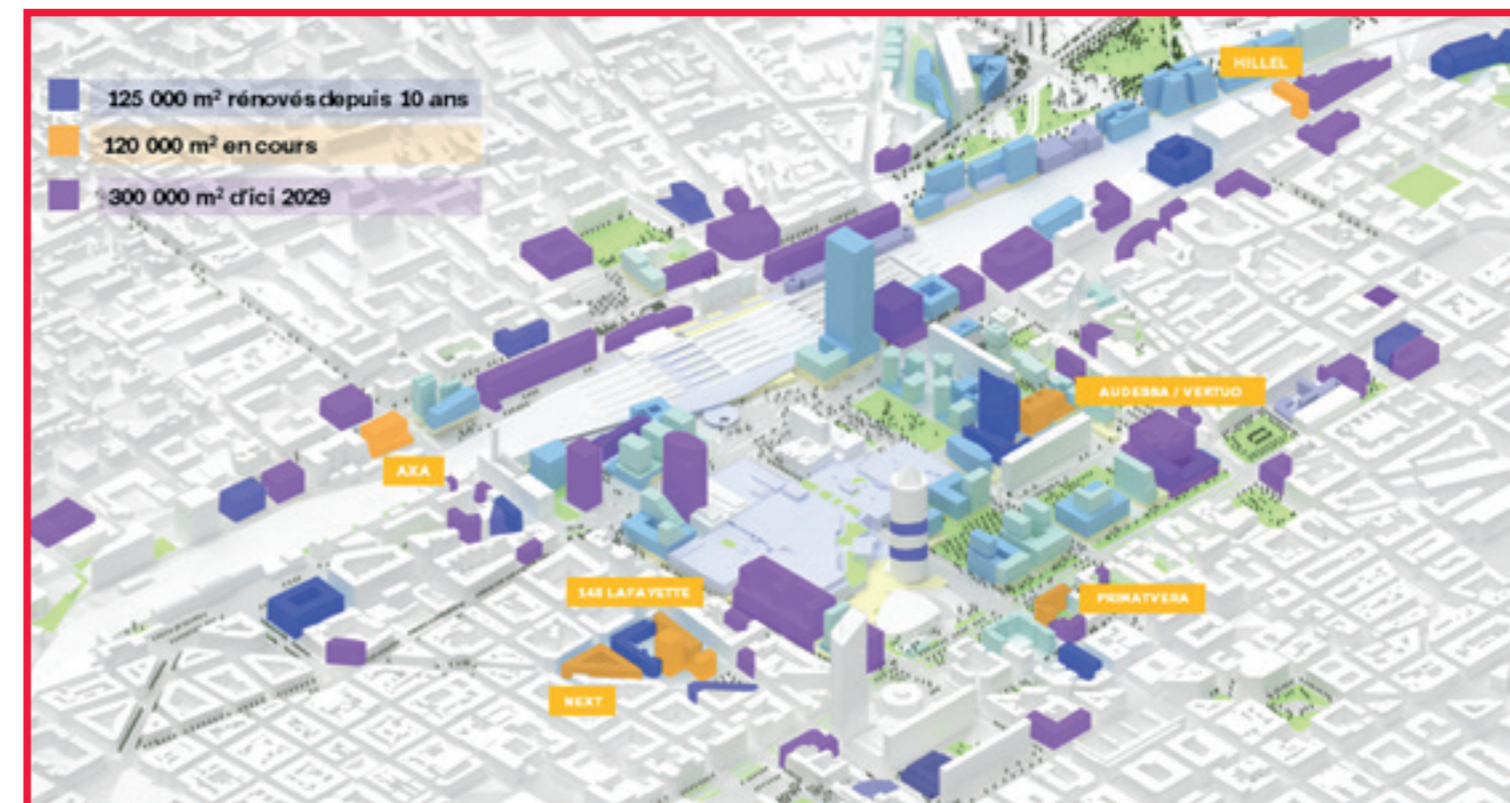 125 000 m² rénovés depuis 10 ans
120 000 m² en cours
300 000 m² d'ici 2029
HILLEL
AUDESSA / VERTUO
AXA
148 LAFAYETTE
PRIMATVERA
NEXT